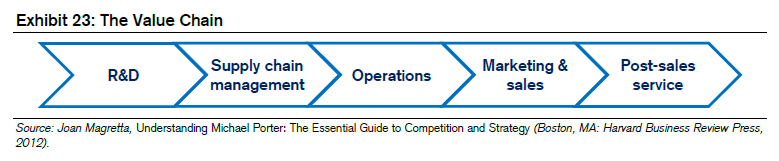 Exhibit 23: The Value Chain
R&D
Supply chain
management
Operations
Marketing &
sales
Post-sales
service
Source: Joan Magretta, Understanding Michael Porter: The Essential Guide to Competition and Strategy (Boston, MA: Harvard Business Review Press,
2012).